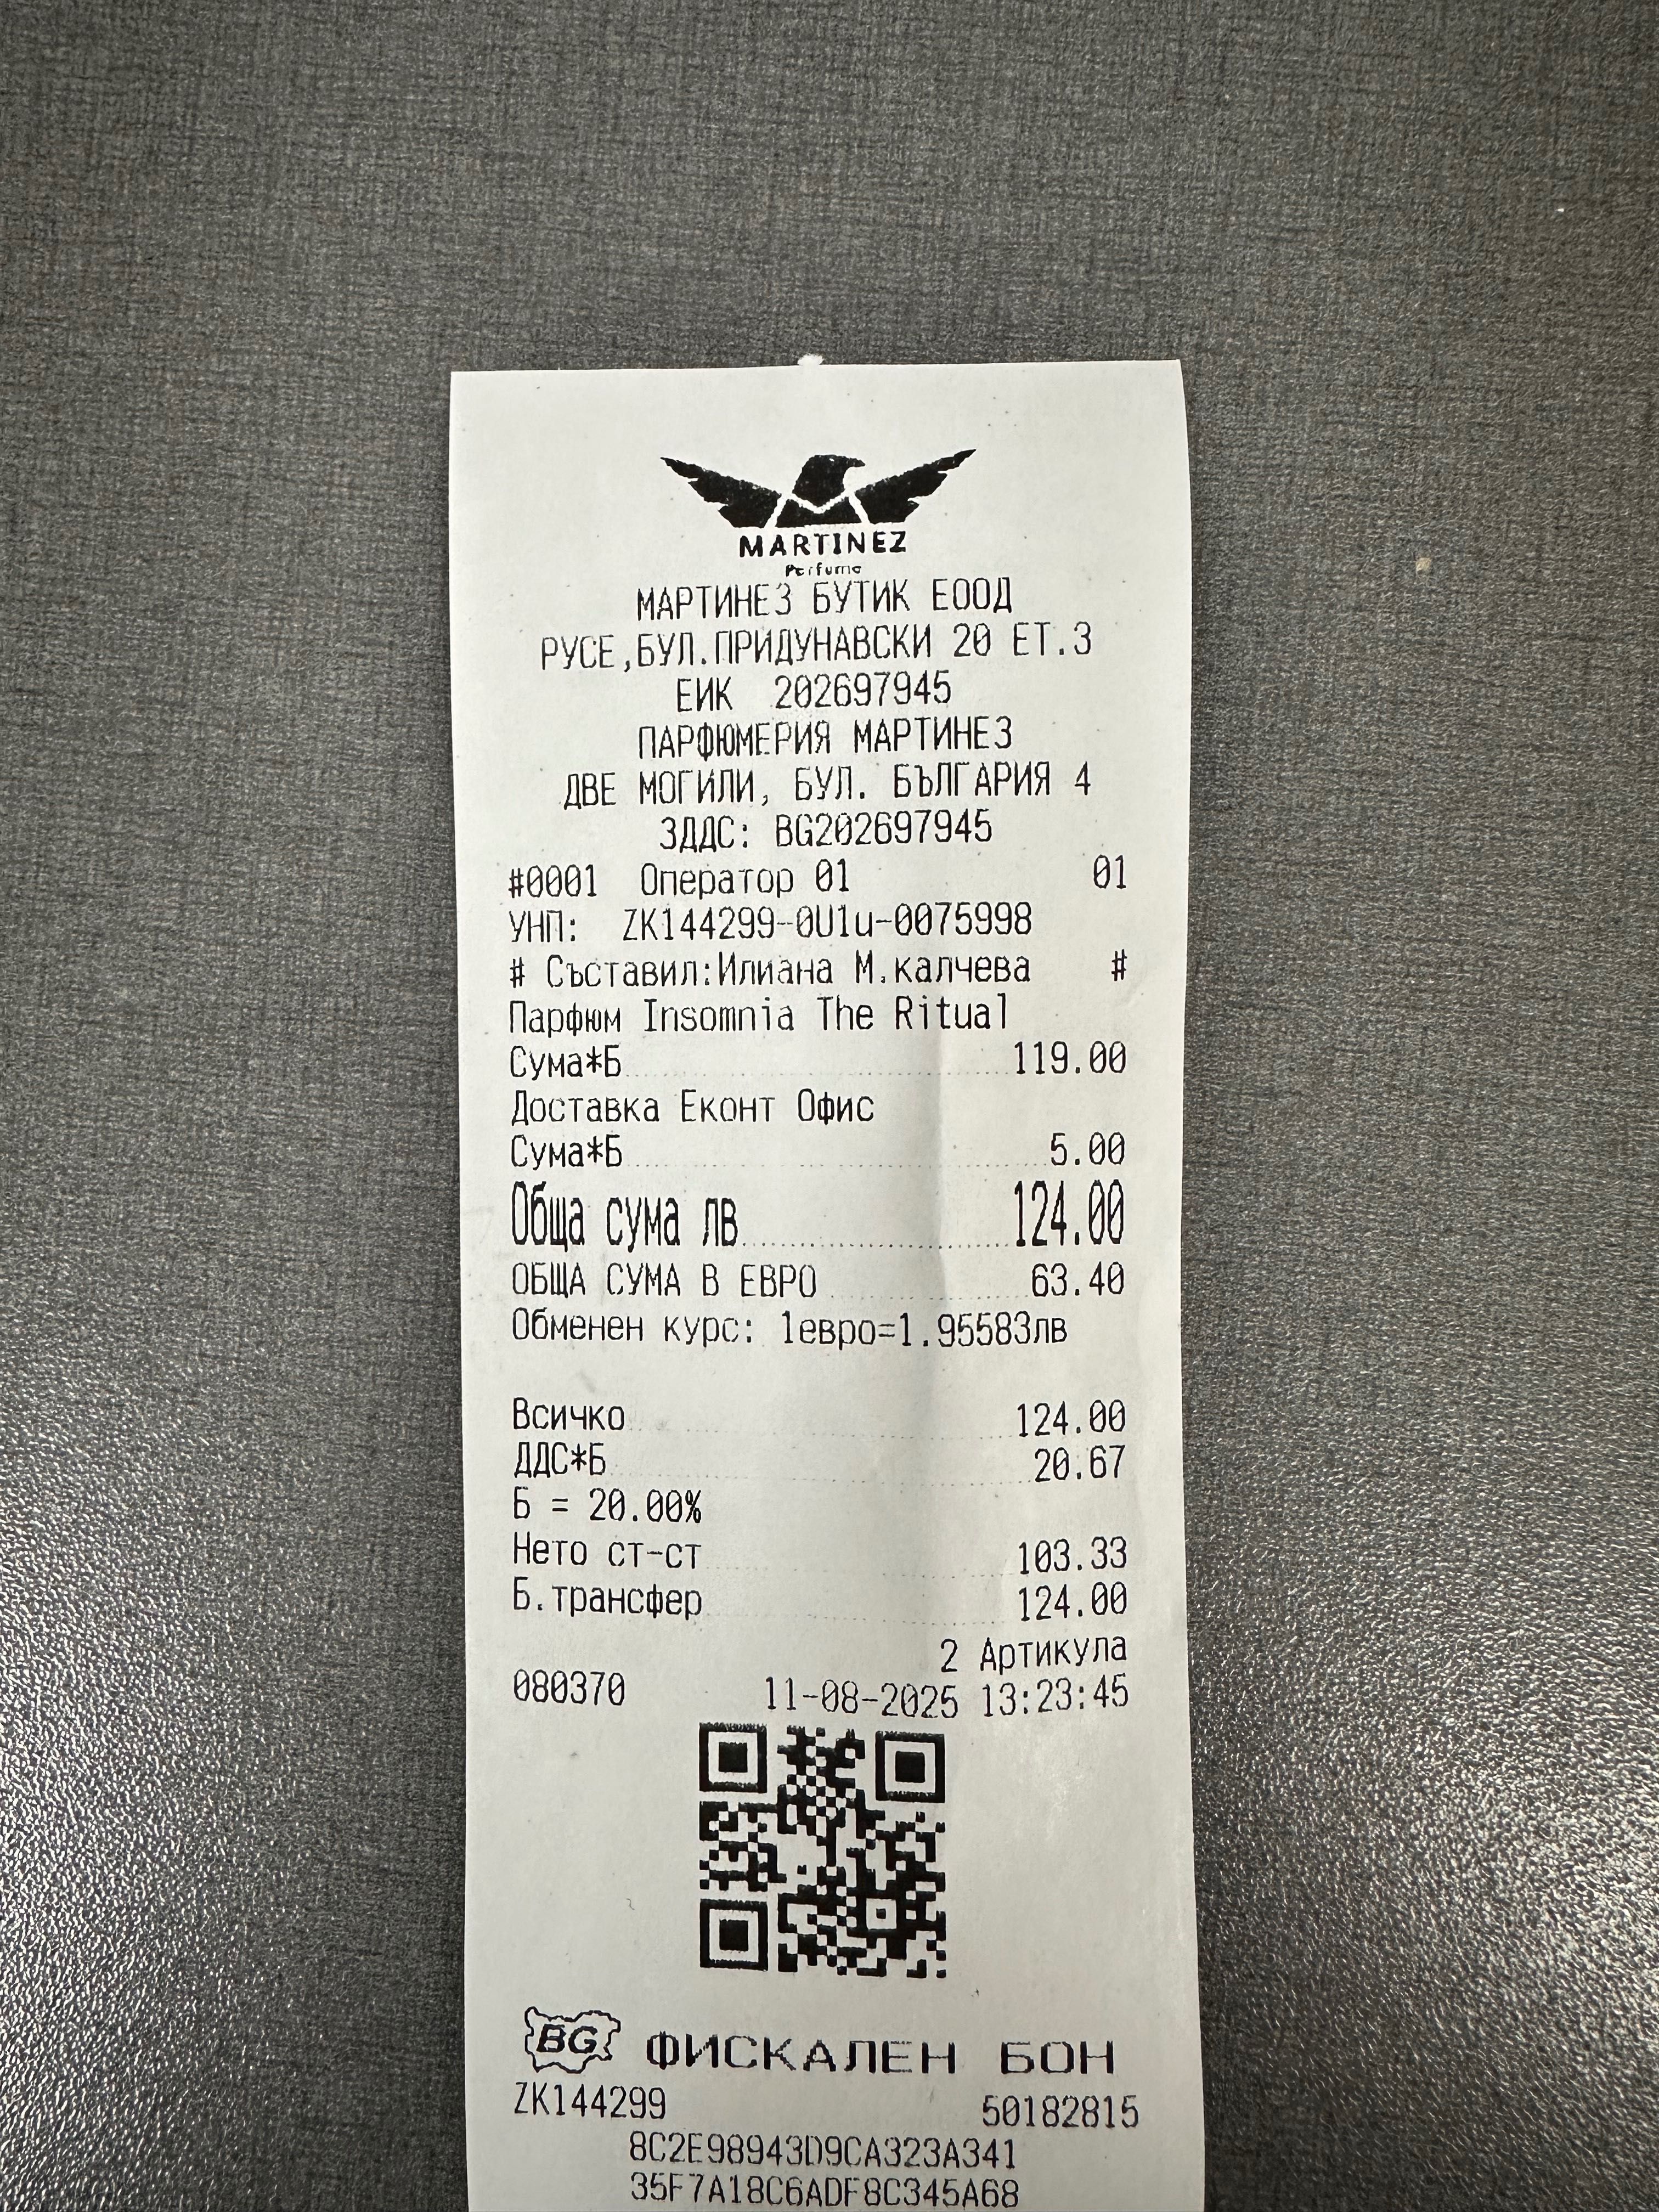 MARTINEZ
Perfume
МАРТИНЕЗ БУТИК ЕООД
РУСЕ,БУЛ.ПРИДУНАВСКИ 20 ЕТ.3
ЕИК 202697945
ПАРФЮМЕРИЯ МАРТИНЕЗ
ДВЕ МОГИЛИ, БУЛ. БЪЛГАРИЯ 4
ЗДДС: BG202697945
#0001 Оператор 01 01
УНП: ZK144299-0U1u-0075998
# Съставил:Илиана М.калчева #
Парфюм Insomnia The Ritual
Сума*Б 119.00
Доставка Еконт Офис
Сума*Б 5.00
Обща сума лв 124.00
ОБЩА СУМА В ЕВРО 63.40
Обменен курс: 1евро=1.95583лв
Всичко 124.00
ДДС*Б 20.67
Б = 20.00%
Нето ст-ст 103.33
Б.трансфер 124.00
2 Артикула
080370 11-08-2025 13:23:45
BG ФИСКАЛЕН БОН
ZK144299 50182815
8C2E98943D9CA323A341
35F7A18C6ADF8C345A68